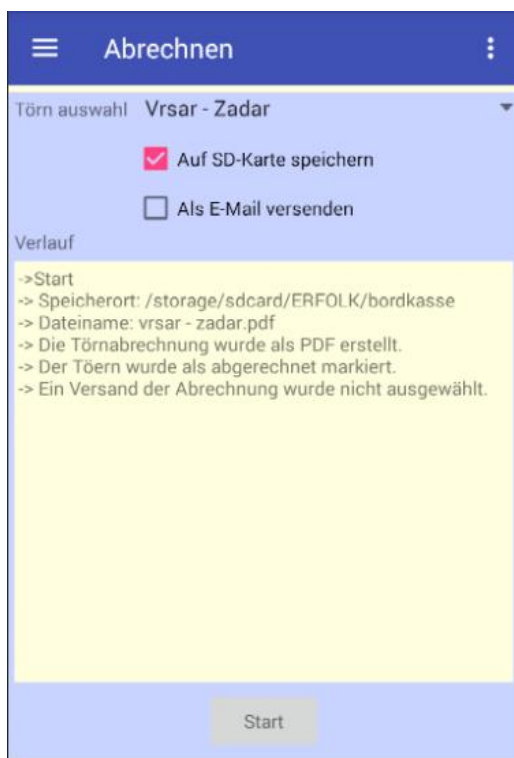 Abrechnen
Törn auswahl Vrsar - Zadar
Auf SD-Karte speichern
Als E-Mail versenden
Verlauf
->Start
-> Speicherort: /storage/sdcard/ERFOLK/bordkasse
-> Dateiname: vrsar - zadar.pdf
-> Die Törnabrechnung wurde als PDF erstellt.
-> Der Töern wurde als abgerechnet markiert.
-> Ein Versand der Abrechnung wurde nicht ausgewählt.
Start